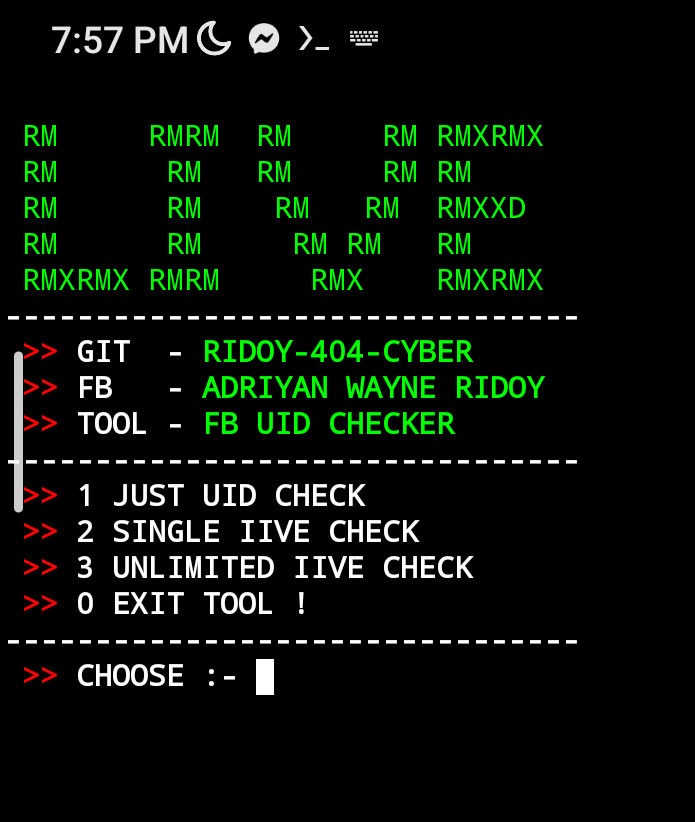 7:57 PM
RM     RMRM  RM     RM RMXRMX
RM      RM   RM     RM RM
RM      RM    RM   RM  RMXXD
RM      RM     RM RM   RM
RMXRMX RMRM     RMX    RMXRMX
--------------------------------
>> GIT  - RIDOY-404-CYBER
>> FB   - ADRIYAN WAYNE RIDOY
>> TOOL - FB UID CHECKER
--------------------------------
>> 1 JUST UID CHECK
>> 2 SINGLE IIVE CHECK
>> 3 UNLIMITED IIVE CHECK
>> 0 EXIT TOOL !
--------------------------------
>> CHOOSE :-